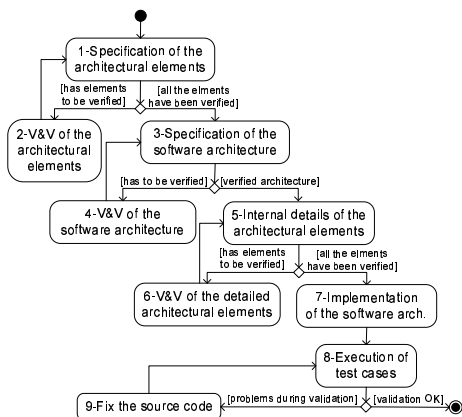 1-Specification of the
architectural elements
[has elements
to be verified]
[all the elments
have been verified]
2-V&V of the
architectural
elements
3-Specification of the
software architecture
[has to be verified]
[verified architecture]
4-V&V of the
software architecture
5-Internal details of the
architectural elements
[has elements
to be verified]
[all the elments
have been verified]
6-V&V of the detailed
architectural elements
7-Implementation
of the software arch.
8-Execution of
test cases
[problems during validation]
[validation OK]
9-Fix the source code